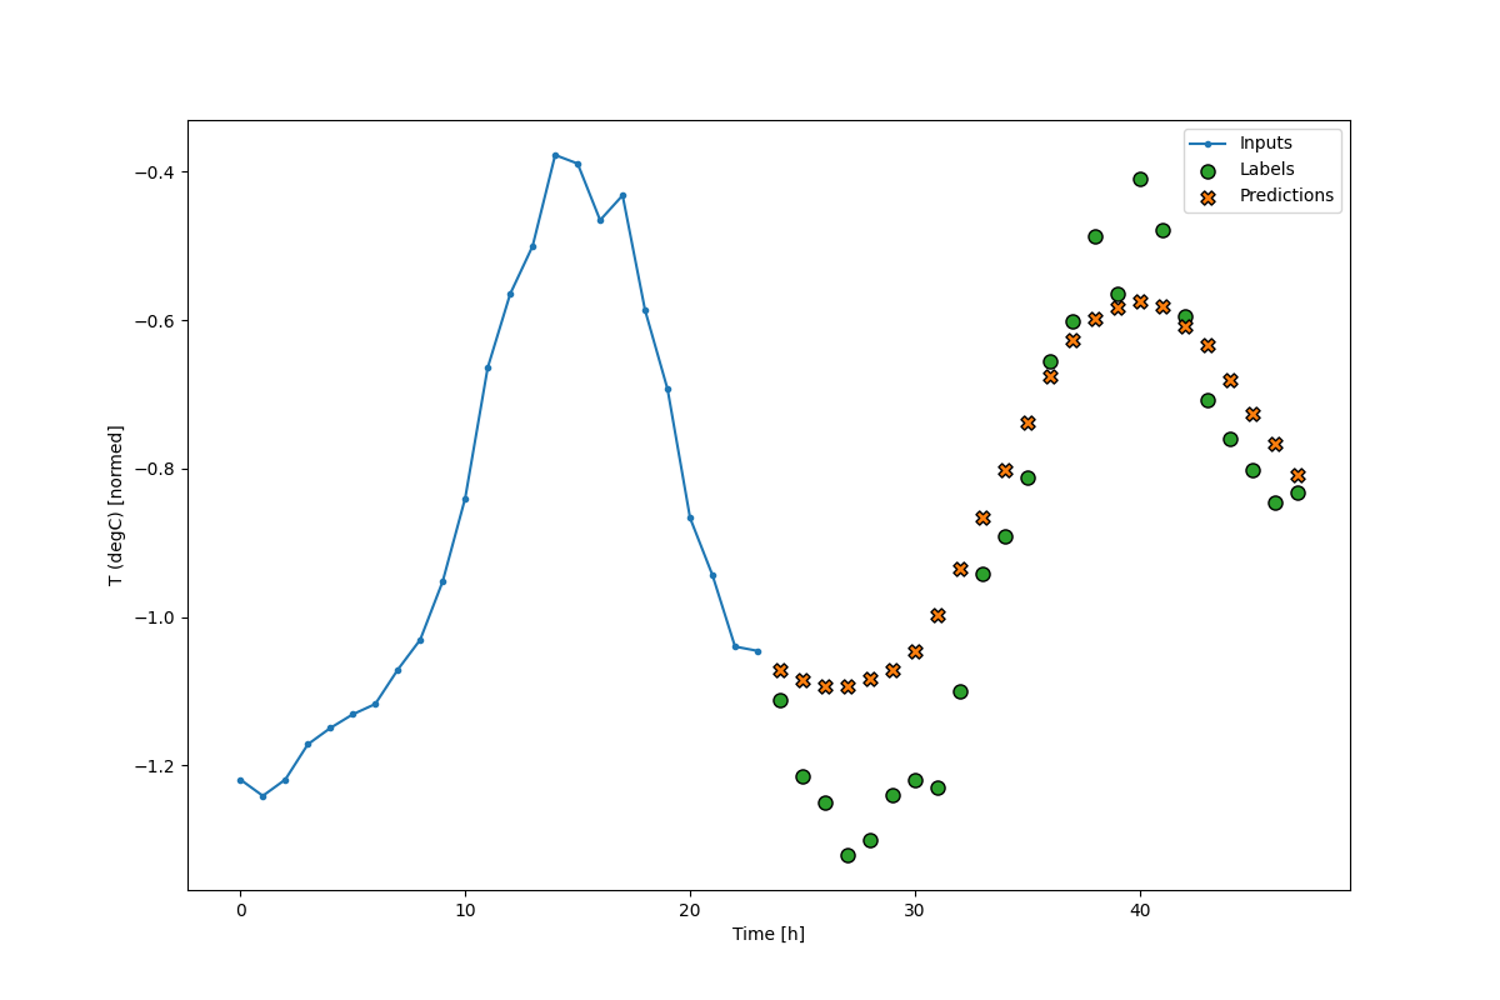 Inputs
Labels
Predictions
−0.4
−0.6
−0.8
−1.0
−1.2
T (degC) [normed]
0 10 20 30 40
Time [h]